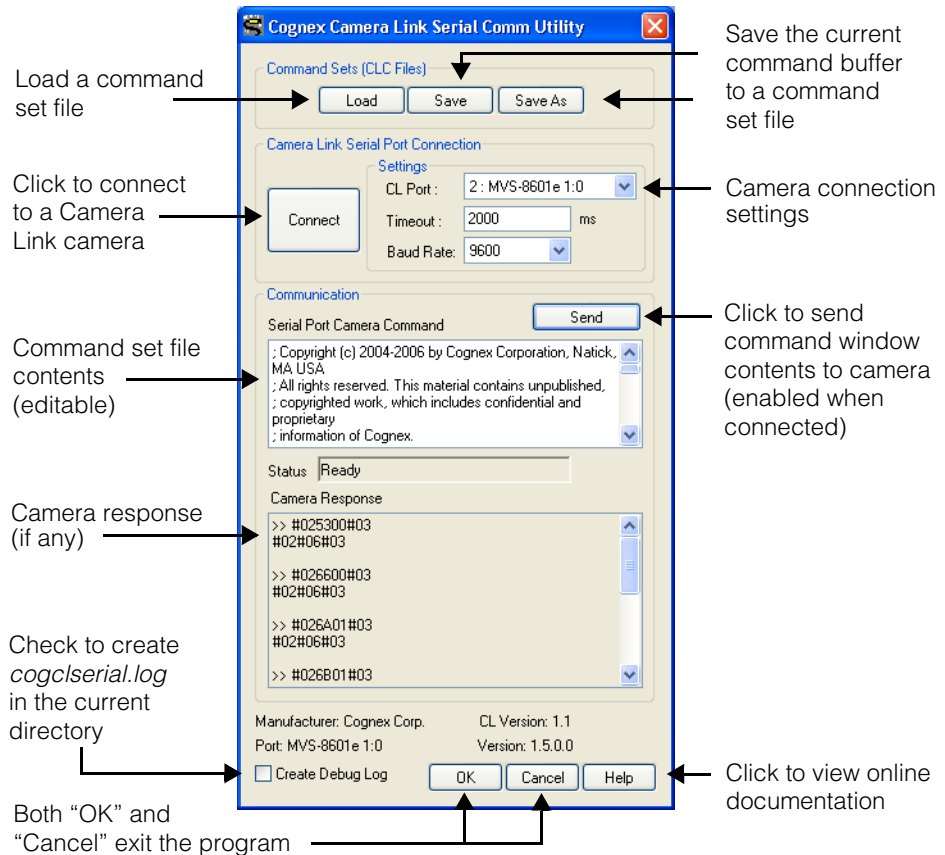 Cognex Camera Link Serial Comm Utility
Save the current
command buffer
to a command
set file
Load a command
set file
Command Sets (CLC Files)
Load
Save
Save As
Click to connect
to a Camera
Link camera
Camera Link Serial Port Connection
Settings
Connect
CL Port :
2 : MVS-8601e 1:0
Timeout :
2000
ms
Baud Rate:
9600
Camera connection
settings
Communication
Serial Port Camera Command
Send
Click to send
command window
contents to camera
(enabled when
connected)
Command set file
contents
(editable)
; Copyright (c) 2004-2006 by Cognex Corporation, Natick,
MA USA
; All rights reserved. This material contains unpublished,
; copyrighted work, which includes confidential and
proprietary
; information of Cognex.
Status
Ready
Camera Response
Camera response
(if any)
>> #025300#03
#02#06#03
>> #026600#03
#02#06#03
>> #026A01#03
#02#06#03
>> #026B01#03
Check to create
cogclserial.log
in the current
directory
Manufacturer: Cognex Corp.
CL Version: 1.1
Port: MVS-8601e 1:0
Version: 1.5.0.0
Create Debug Log
OK
Cancel
Help
Click to view online
documentation
Both “OK” and
“Cancel” exit the program